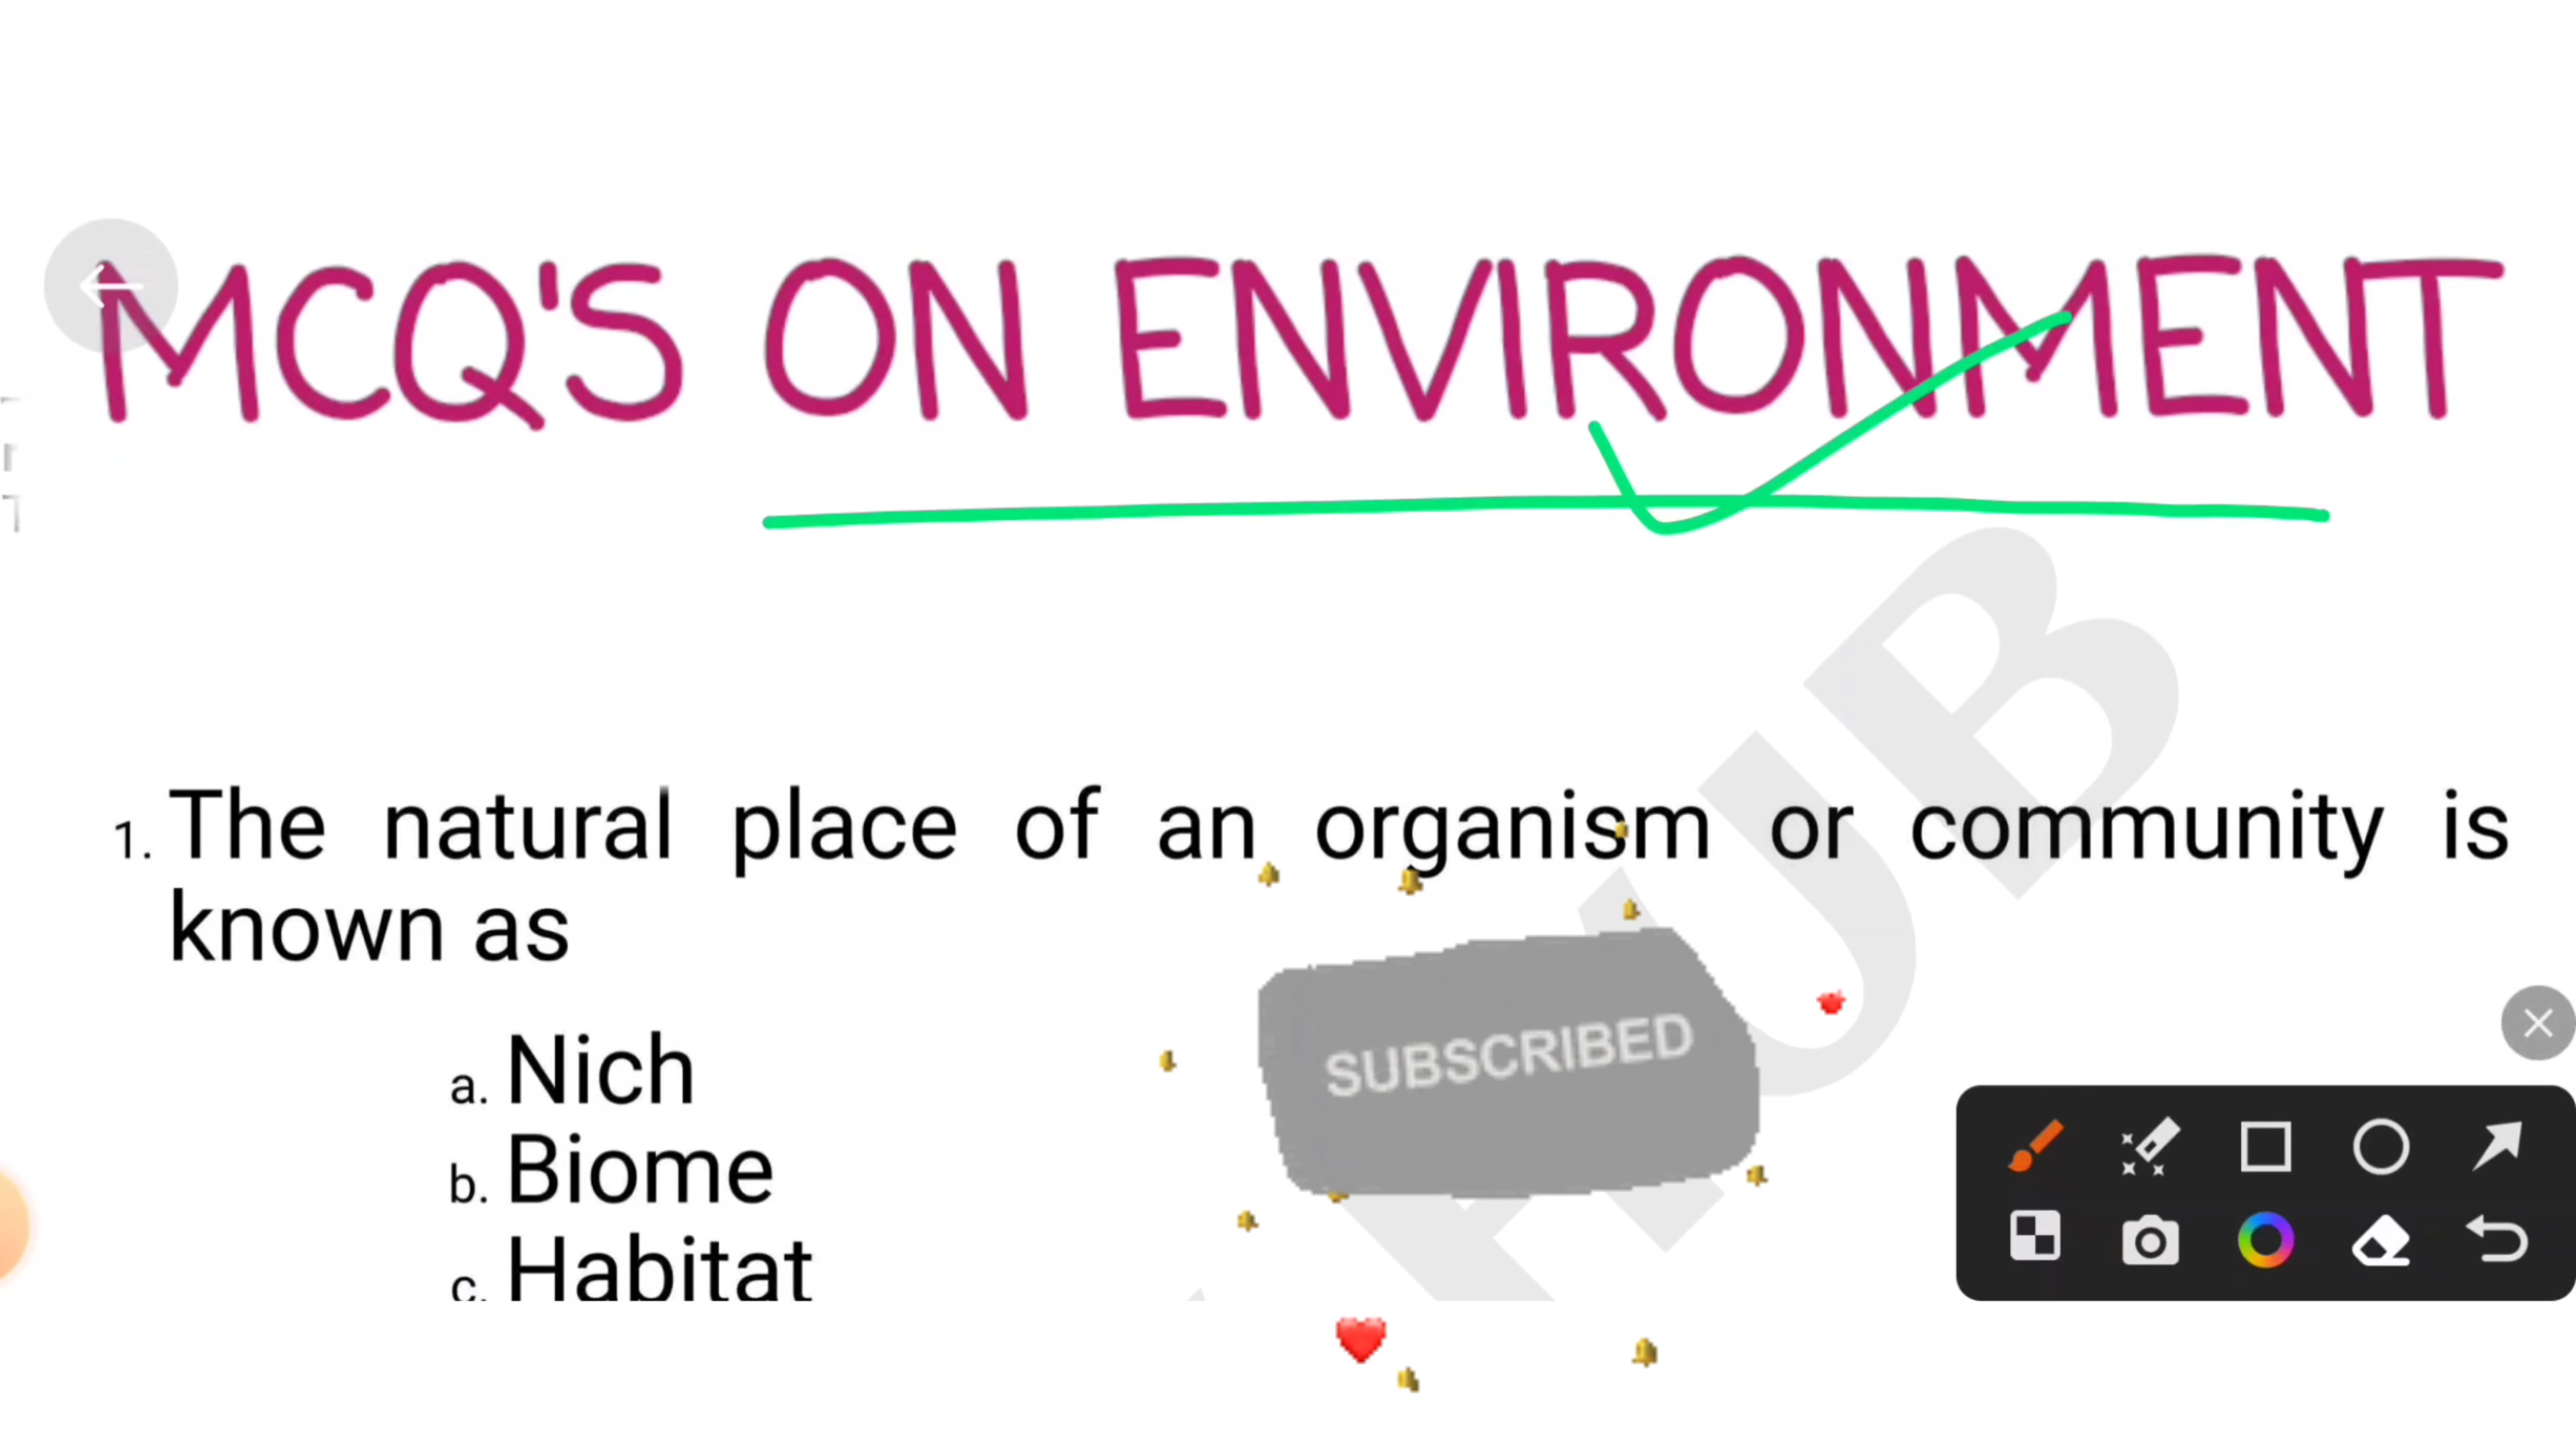 MCQ'S ON ENVIRONMENT
1. The natural place of an organism or community is
known as
a. Nich
b. Biome
c. Habitat
SUBSCRIBED
UB